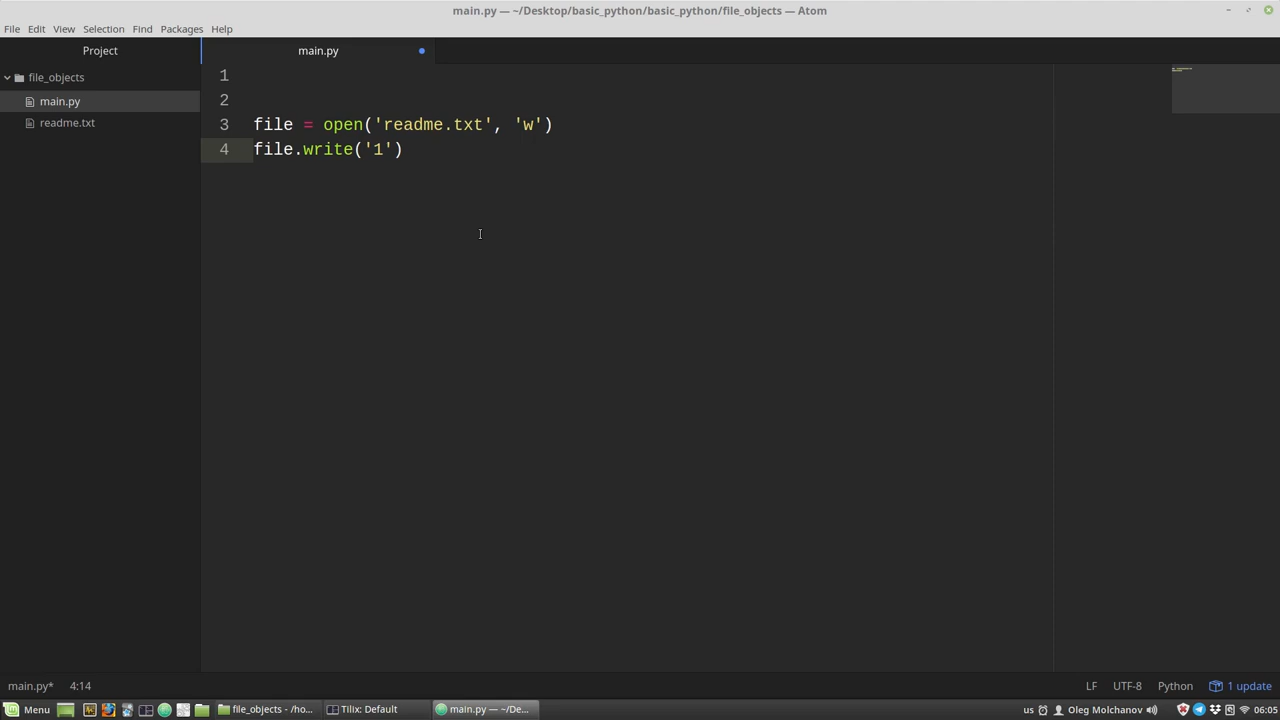 main.py — ~/Desktop/basic_python/basic_python/file_objects — Atom
File Edit View Selection Find Packages Help
Project
main.py
file_objects
main.py
readme.txt
1
2
3 file = open('readme.txt', 'w')
4 file.write('1')
main.py* 4:14
LF UTF-8 Python 1 update
Menu file_objects - /ho... Tilix: Default main.py — ~/De... us Oleg Molchanov 06:05